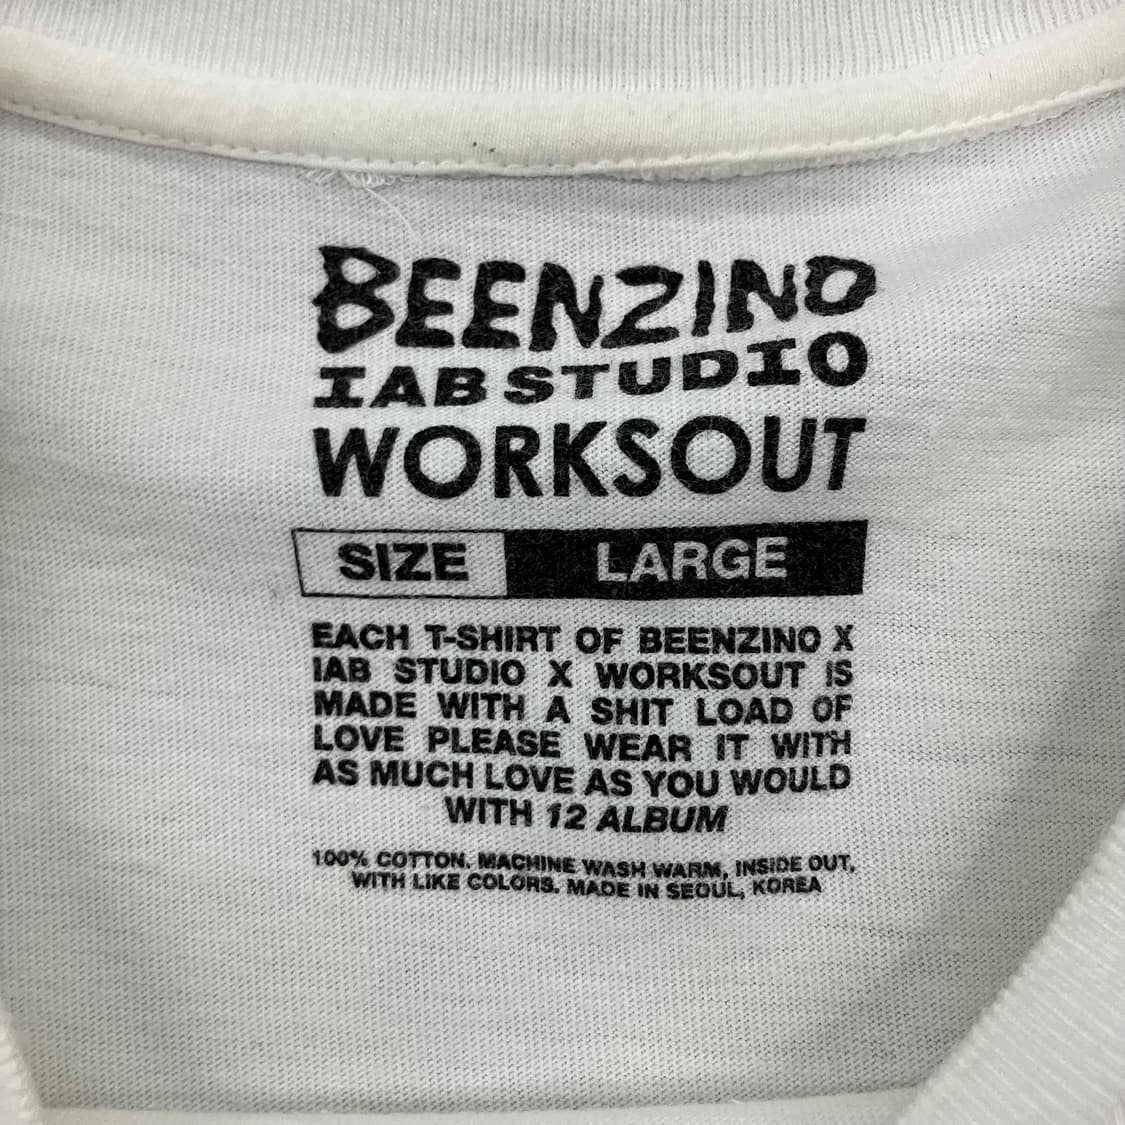 BEENZINO
IAB STUDIO
WORKSOUT
SIZE LARGE
EACH T-SHIRT OF BEENZINO X
IAB STUDIO X WORKSOUT IS
MADE WITH A SHIT LOAD OF
LOVE PLEASE WEAR IT WITH
AS MUCH LOVE AS YOU WOULD
WITH 12 ALBUM
100% COTTON. MACHINE WASH WARM, INSIDE OUT,
WITH LIKE COLORS. MADE IN SEOUL, KOREA